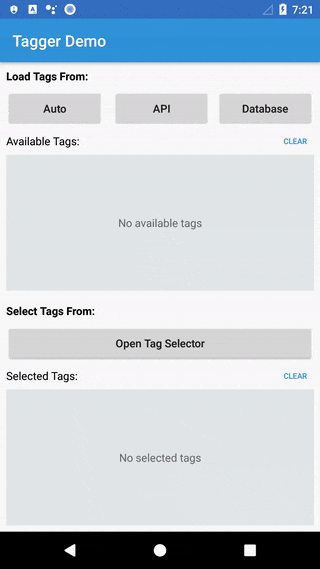 7:21
Tagger Demo
Load Tags From:
Auto API Database
Available Tags: CLEAR
No available tags
Select Tags From:
Open Tag Selector
Selected Tags: CLEAR
No selected tags